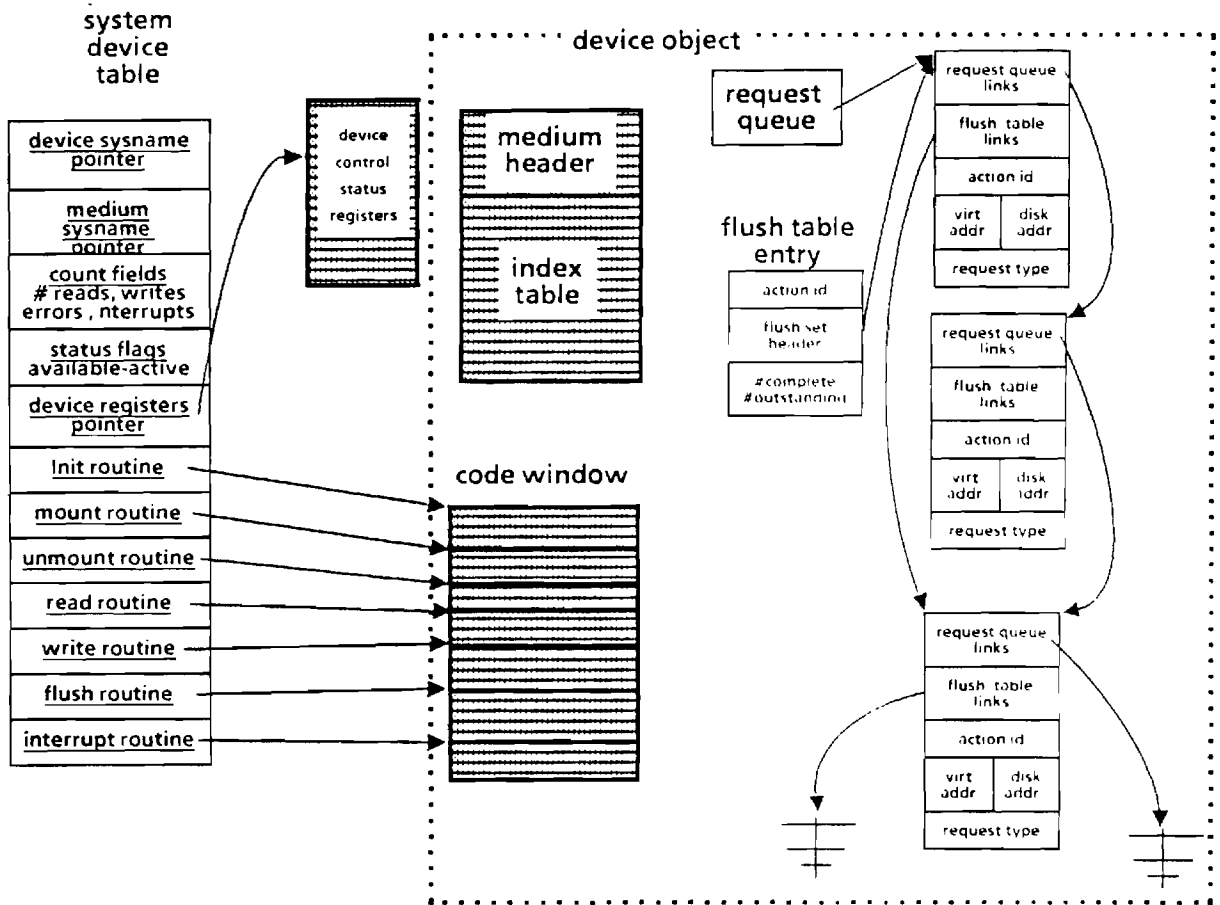 system
device
table
device sysname
pointer
medium
sysname
pointer
count fields
# reads, writes
errors , nterrupts
status flags
available-active
device registers
pointer
Init routine
mount routine
unmount routine
read routine
write routine
flush routine
interrupt routine
device
control
status
registers
device object
medium
header
index
table
code window
request
queue
flush table
entry
action id
flush set
header
#complete
#outstanding
request queue
links
flush table
links
action id
virt
addr
disk
addr
request type
request queue
links
flush table
links
action id
virt
addr
disk
addr
request type
request queue
links
flush table
links
action id
virt
addr
disk
addr
request type